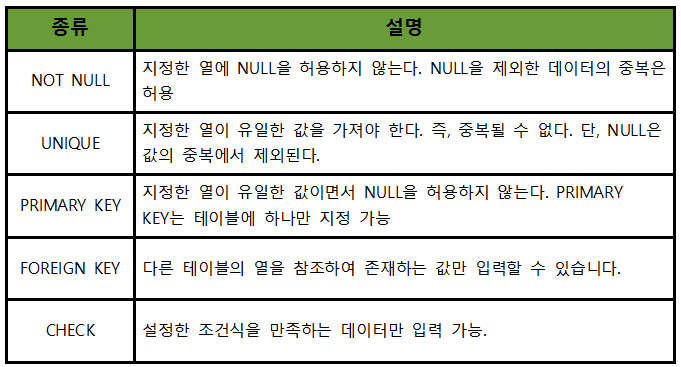 종류 설명
NOT NULL 지정한 열에 NULL을 허용하지 않는다. NULL을 제외한 데이터의 중복은
허용
UNIQUE 지정한 열이 유일한 값을 가져야 한다. 즉, 중복될 수 없다. 단, NULL은
값의 중복에서 제외된다.
PRIMARY KEY 지정한 열이 유일한 값이면서 NULL을 허용하지 않는다. PRIMARY
KEY는 테이블에 하나만 지정 가능
FOREIGN KEY 다른 테이블의 열을 참조하여 존재하는 값만 입력할 수 있습니다.
CHECK 설정한 조건식을 만족하는 데이터만 입력 가능.